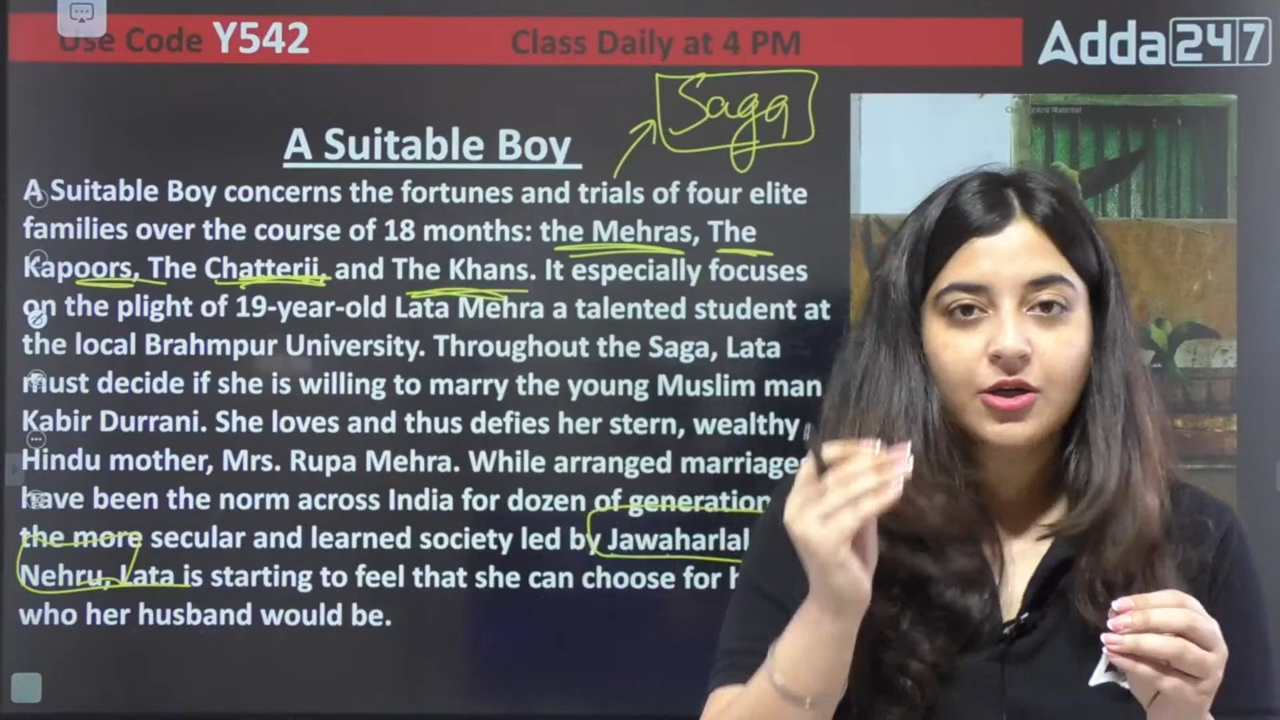 Use Code Y542
Class Daily at 4 PM
Adda247
Saga
A Suitable Boy
A Suitable Boy concerns the fortunes and trials of four elite
families over the course of 18 months: the Mehras, The
Kapoors, The Chatterji, and The Khans. It especially focuses
on the plight of 19-year-old Lata Mehra a talented student at
the local Brahmpur University. Throughout the Saga, Lata
must decide if she is willing to marry the young Muslim man
Kabir Durrani. She loves and thus defies her stern, wealthy
Hindu mother, Mrs. Rupa Mehra. While arranged marriages
have been the norm across India for dozen of generation
the more secular and learned society led by Jawaharlal
Nehru, Lata is starting to feel that she can choose for
who her husband would be.